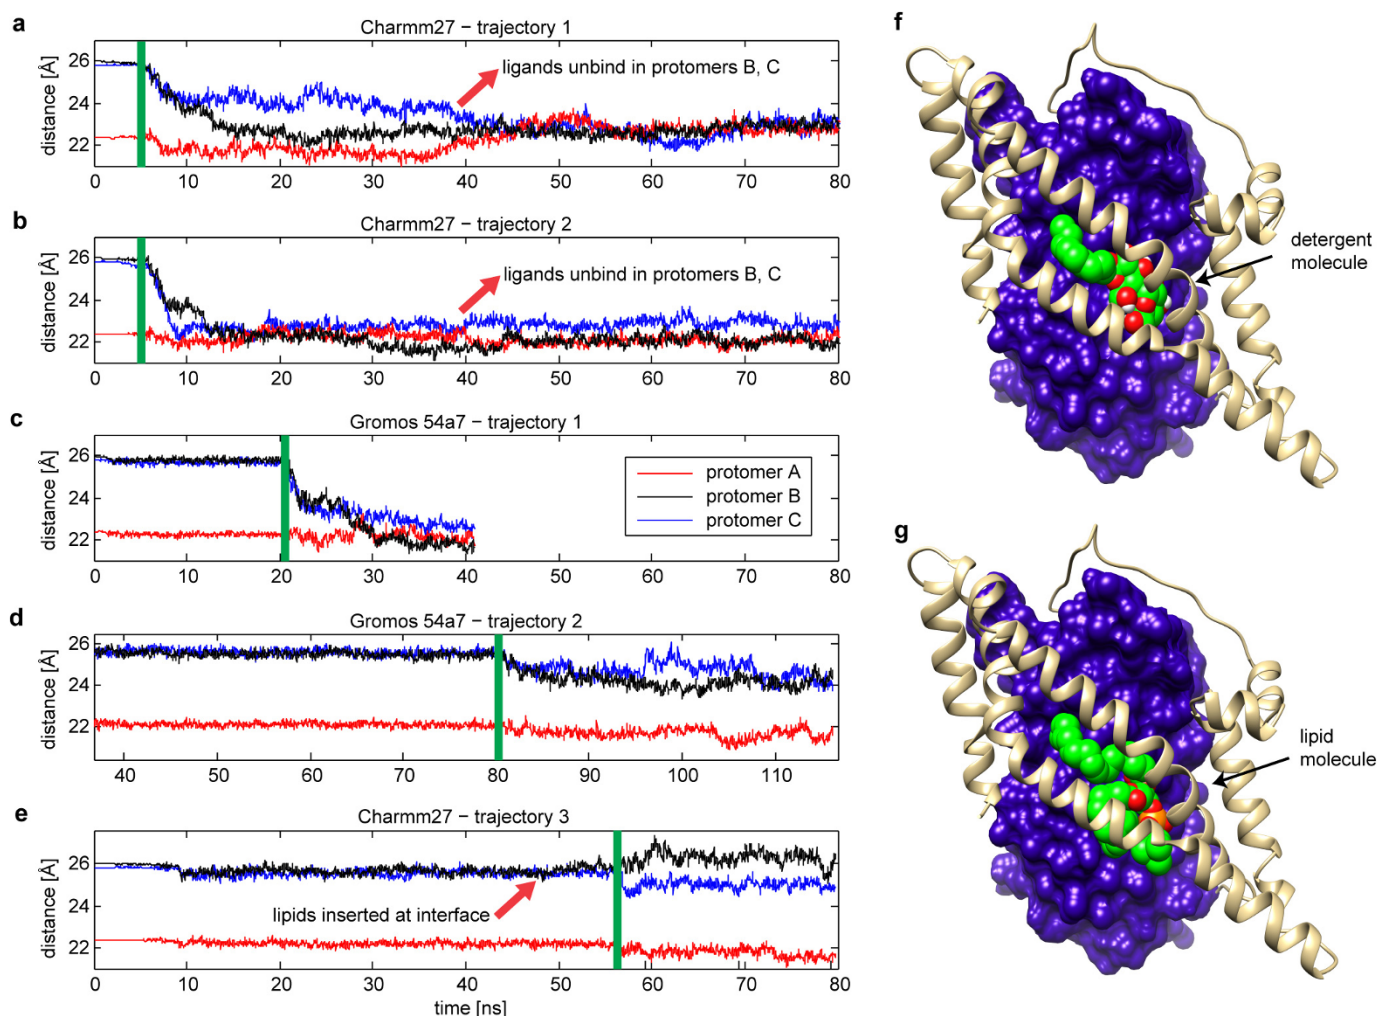 a
Charmm27 – trajectory 1
distance [Å]
26
24
22
ligands unbind in protomers B, C
0 10 20 30 40 50 60 70 80
b
Charmm27 – trajectory 2
distance [Å]
26
24
22
ligands unbind in protomers B, C
0 10 20 30 40 50 60 70 80
c
Gromos 54a7 – trajectory 1
distance [Å]
26
24
22
protomer A
protomer B
protomer C
0 10 20 30 40 50 60 70 80
d
Gromos 54a7 – trajectory 2
distance [Å]
26
24
22
40 50 60 70 80 90 100 110
e
Charmm27 – trajectory 3
distance [Å]
26
24
22
lipids inserted at interface
0 10 20 30 40 50 60 70 80
time [ns]
f
detergent
molecule
g
lipid
molecule